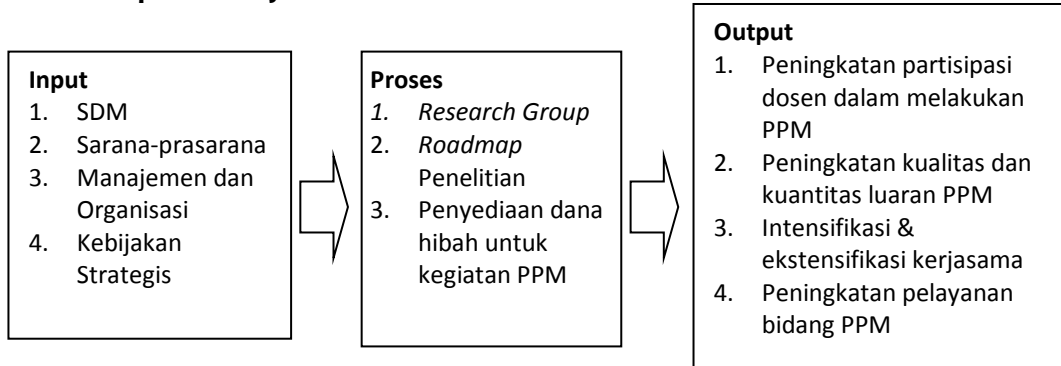 Input
1. SDM
2. Sarana-prasarana
3. Manajemen dan
Organisasi
4. Kebijakan
Strategis
Proses
1. Research Group
2. Roadmap
Penelitian
3. Penyediaan dana
hibah untuk
kegiatan PPM
Output
1. Peningkatan partisipasi
dosen dalam melakukan
PPM
2. Peningkatan kualitas dan
kuantitas luaran PPM
3. Intensifikasi &
ekstensifikasi kerjasama
4. Peningkatan pelayanan
bidang PPM